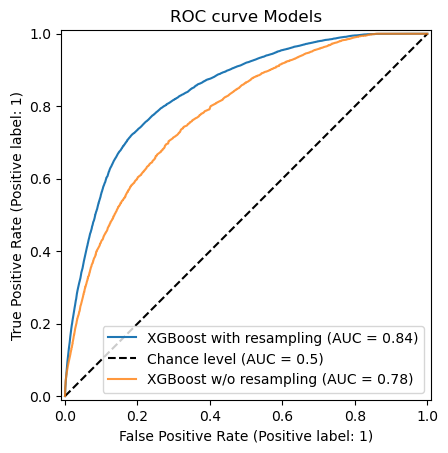 ROC curve Models
1.0
0.8
0.6
0.4
0.2
0.0
True Positive Rate (Positive label: 1)
XGBoost with resampling (AUC = 0.84)
Chance level (AUC = 0.5)
XGBoost w/o resampling (AUC = 0.78)
0.0 0.2 0.4 0.6 0.8 1.0
False Positive Rate (Positive label: 1)